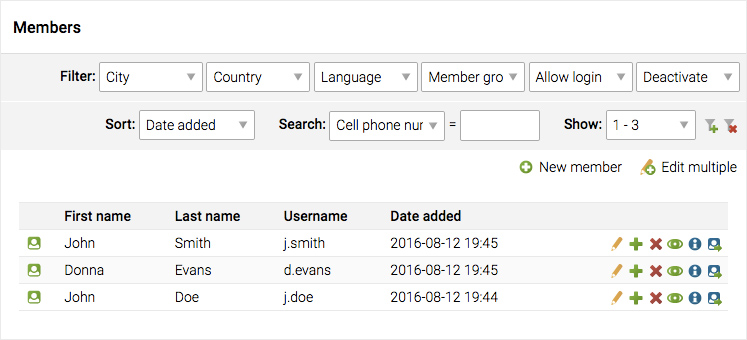 Members
Filter: City Country Language Member gro Allow login Deactivate
Sort: Date added Search: Cell phone nur = Show: 1 - 3
New member Edit multiple
First name Last name Username Date added
John Smith j.smith 2016-08-12 19:45
Donna Evans d.evans 2016-08-12 19:45
John Doe j.doe 2016-08-12 19:44